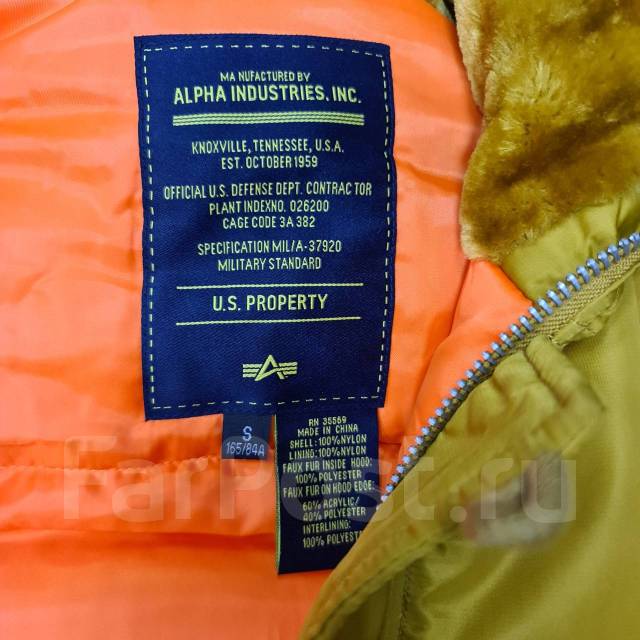 MA NUFACTURED BY
ALPHA INDUSTRIES, INC.
KNOXVILLE, TENNESSEE, U.S.A.
EST. OCTOBER 1959
OFFICIAL U.S. DEFENSE DEPT. CONTRACTOR
PLANT INDEXNO. 026200
CAGE CODE 3A 382
SPECIFICATION MIL/A-37920
MILITARY STANDARD
U.S. PROPERTY
S
165/84A
RN 35569
MADE IN CHINA
SHELL:100%NYLON
LINING:100%NYLON
FAUX FUR INSIDE HOOD:
100% POLYESTER
FAUX FUR ON HOOD EDGE:
60% ACRYLIC/
40% POLYESTER
INTERLINING:
100% POLYESTER
FarPost.ru